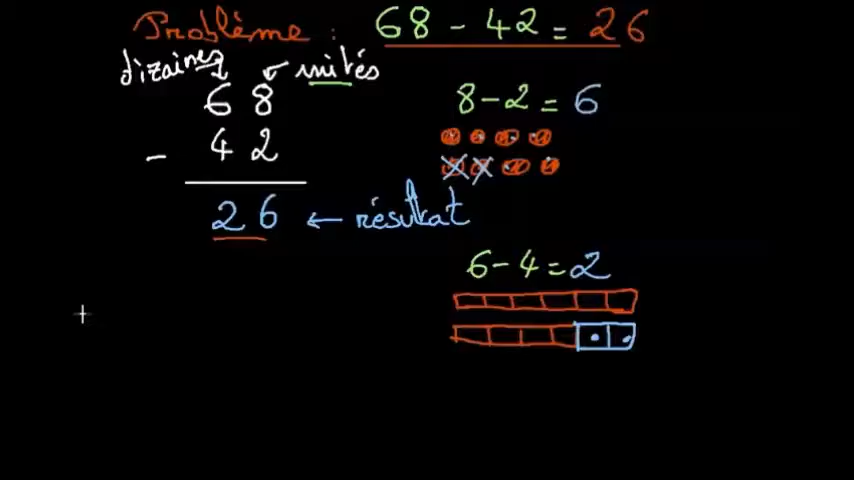 Problème : 68 - 42 = 26
dizaines unités
68
- 42
26 ← résultat
8 - 2 = 6
6 - 4 = 2